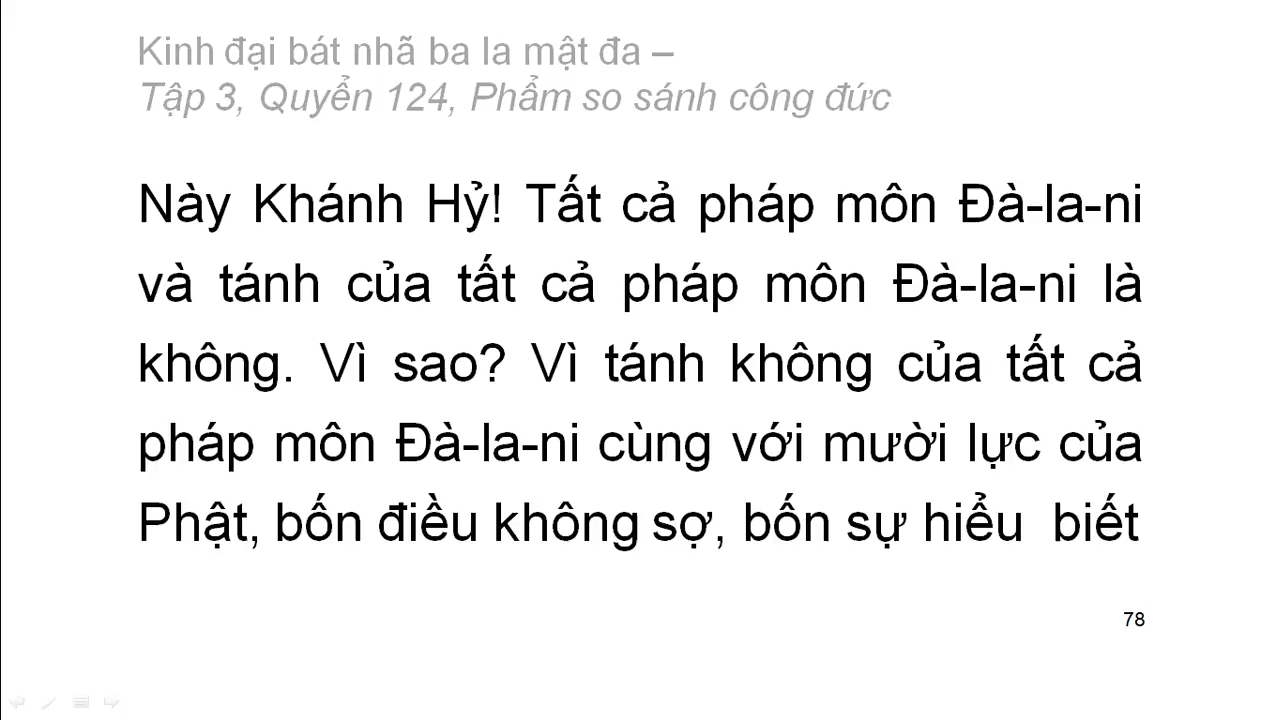 Kinh đại bát nhã ba la mật đa –
Tập 3, Quyển 124, Phẩm so sánh công đức
Này Khánh Hỷ! Tất cả pháp môn Đà-la-ni
và tánh của tất cả pháp môn Đà-la-ni là
không. Vì sao? Vì tánh không của tất cả
pháp môn Đà-la-ni cùng với mười lực của
Phật, bốn điều không sợ, bốn sự hiểu biết
78